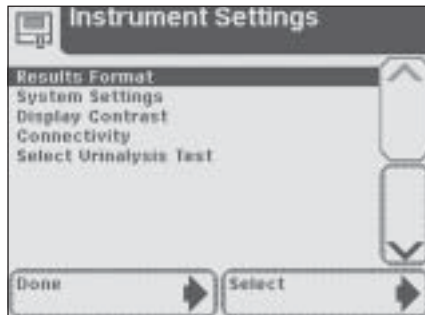 Instrument Settings
Results Format
System Settings
Display Contrast
Connectivity
Select Urinalysis Test
Done
Select